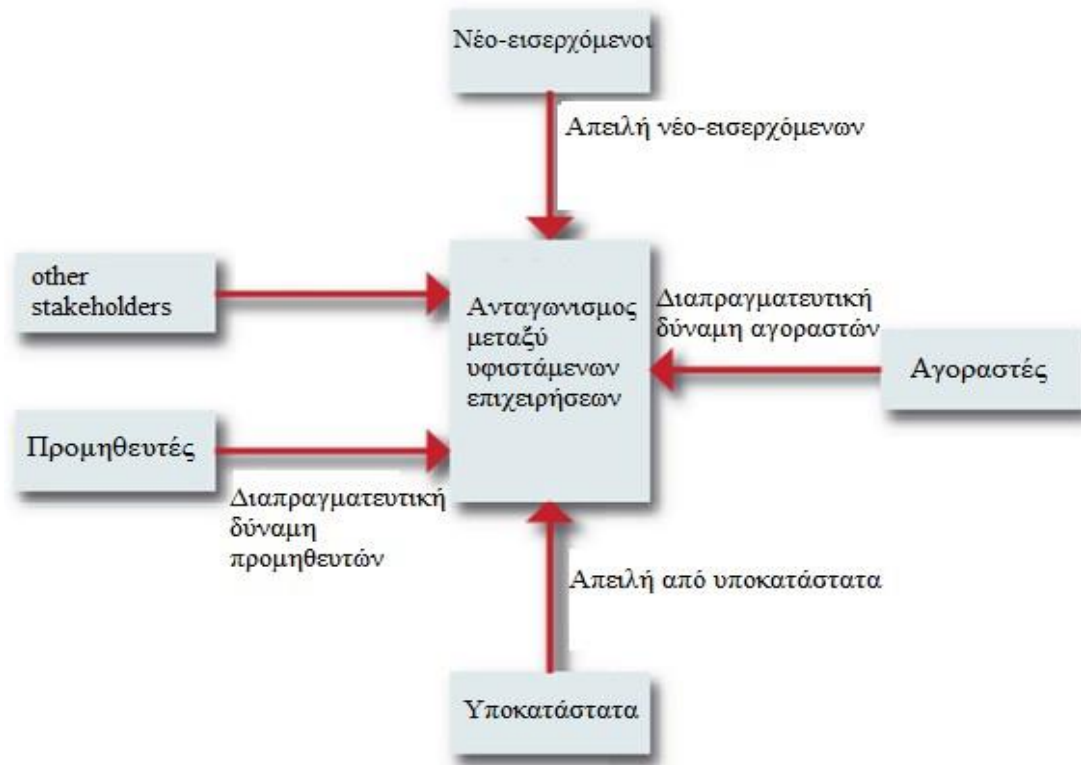 Νέο-εισερχόμενοι
Απειλή νέο-εισερχόμενων
other
stakeholders
Ανταγωνισμος
μεταξύ
υφιστάμενων
επιχειρήσεων
Διαπραγματευτική
δύναμη αγοραστών
Αγοραστές
Προμηθευτές
Διαπραγματευτική
δύναμη
προμηθευτών
Απειλή από υποκατάστατα
Υποκατάστατα